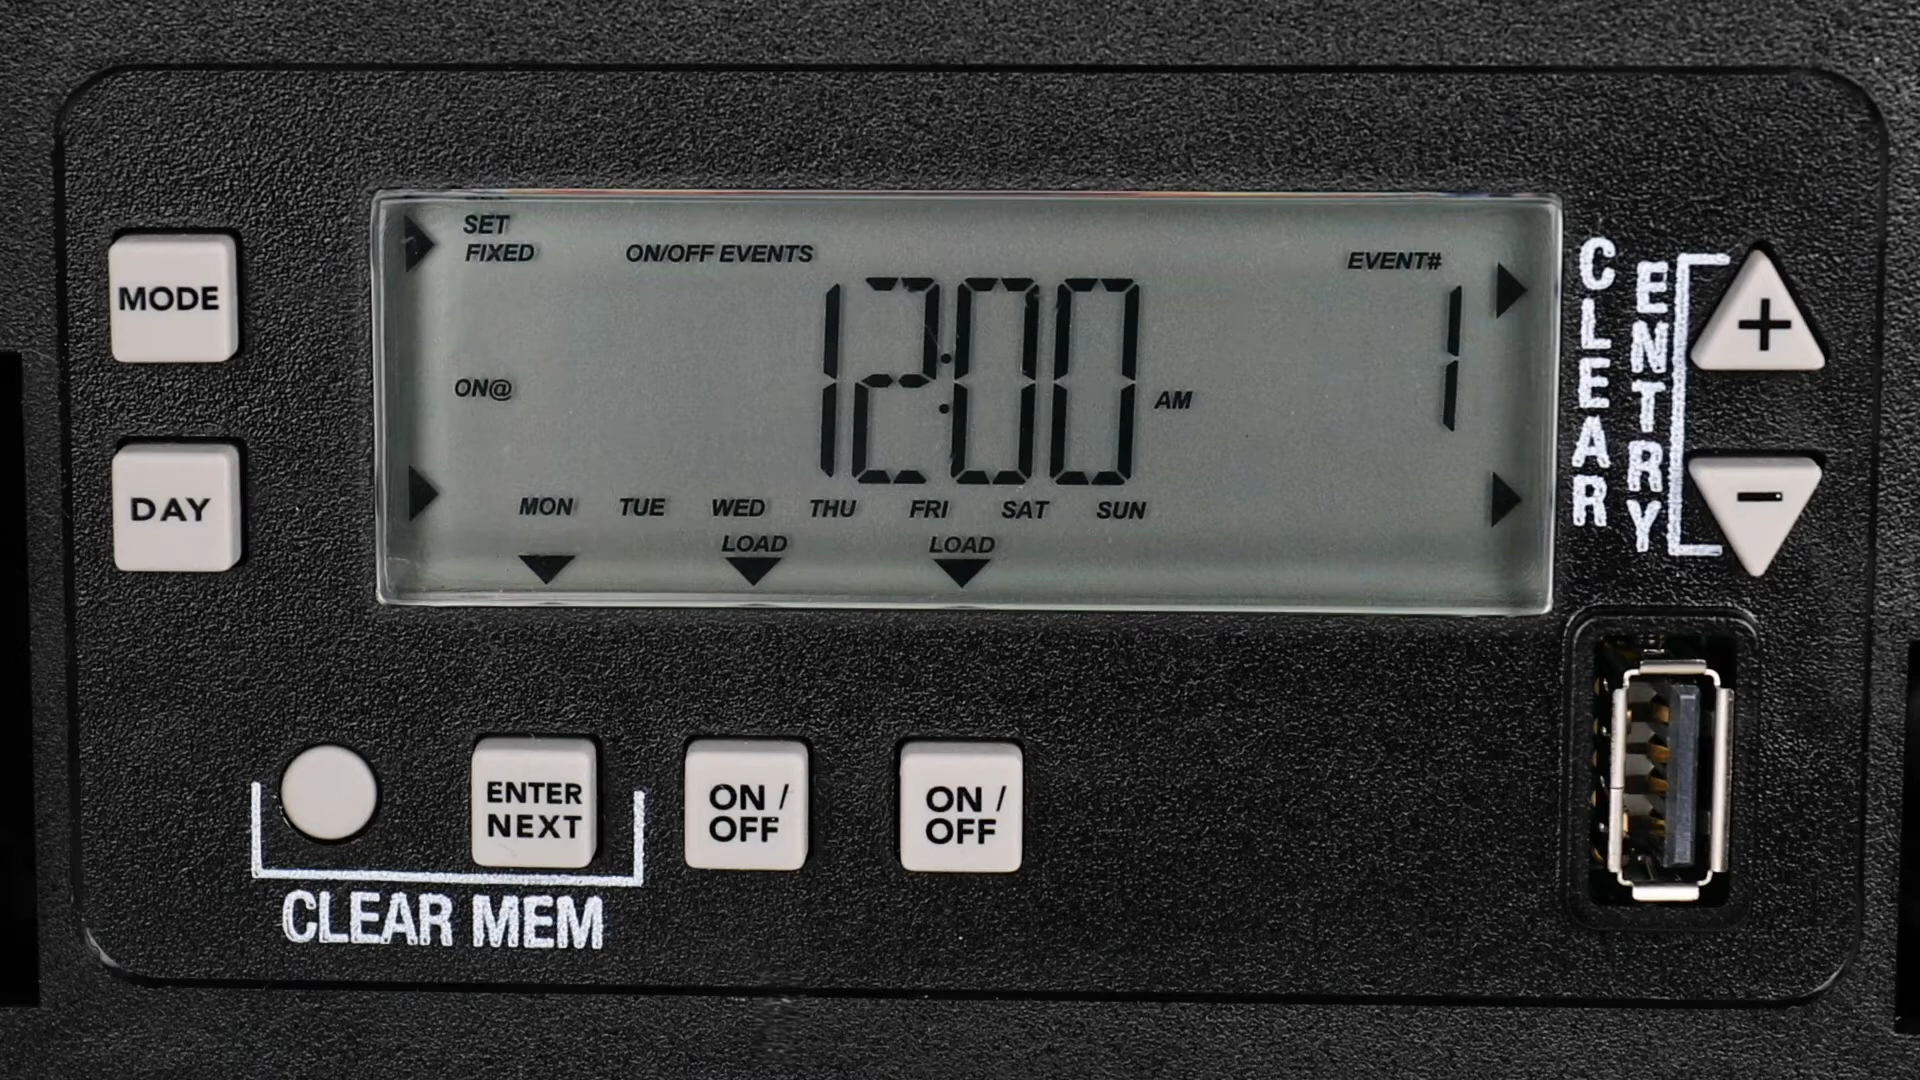 SET
FIXED ON/OFF EVENTS EVENT#
ON@ 12:00 AM 1
MON TUE WED THU FRI SAT SUN
LOAD LOAD
MODE
DAY
CLEAR
ENTRY
+
-
ENTER
NEXT
ON /
OFF
ON /
OFF
CLEAR MEM